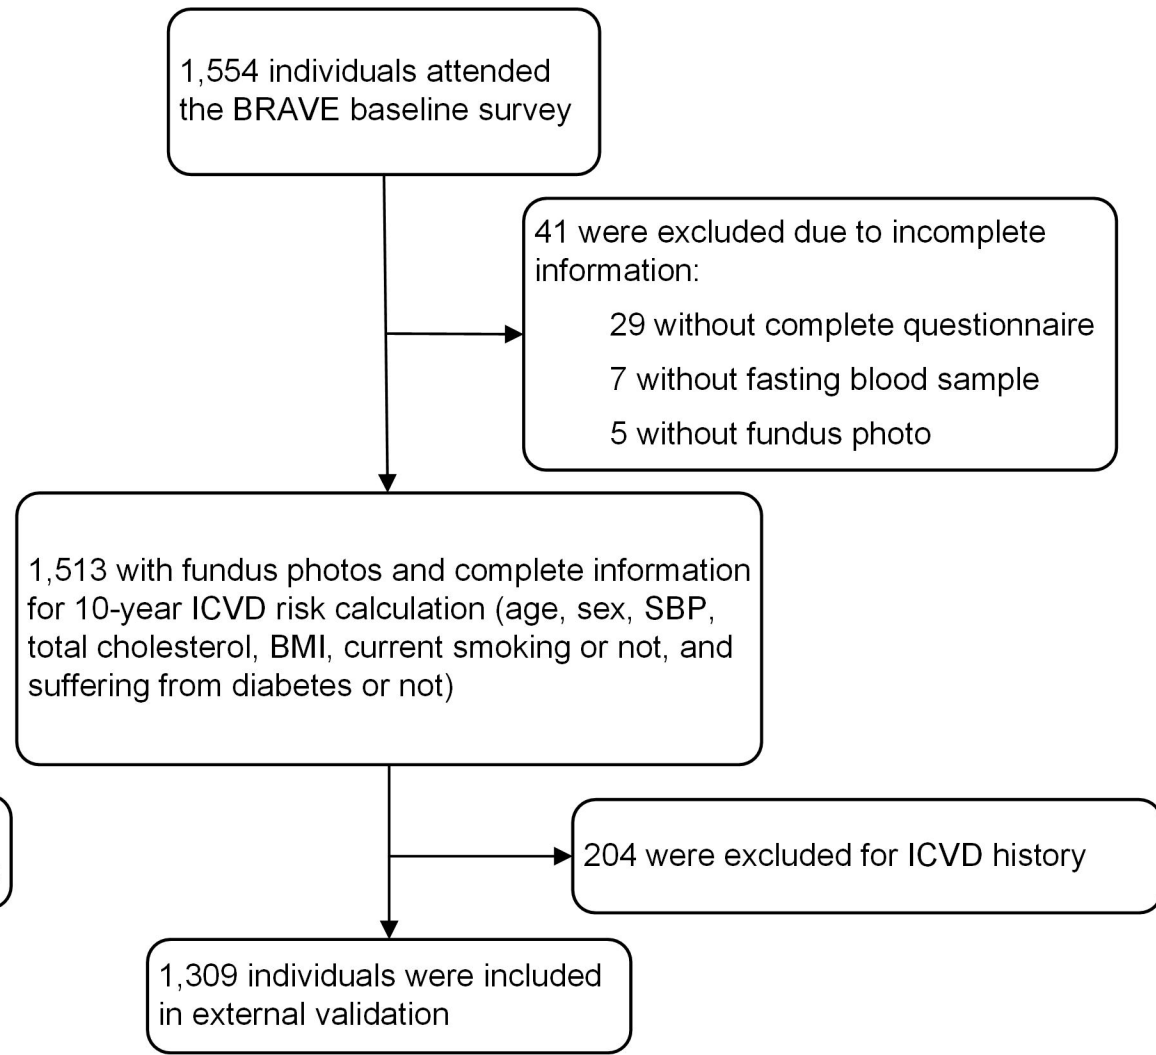 1,554 individuals attended
the BRAVE baseline survey
41 were excluded due to incomplete
information:
29 without complete questionnaire
7 without fasting blood sample
5 without fundus photo
1,513 with fundus photos and complete information
for 10-year ICVD risk calculation (age, sex, SBP,
total cholesterol, BMI, current smoking or not, and
suffering from diabetes or not)
204 were excluded for ICVD history
1,309 individuals were included
in external validation